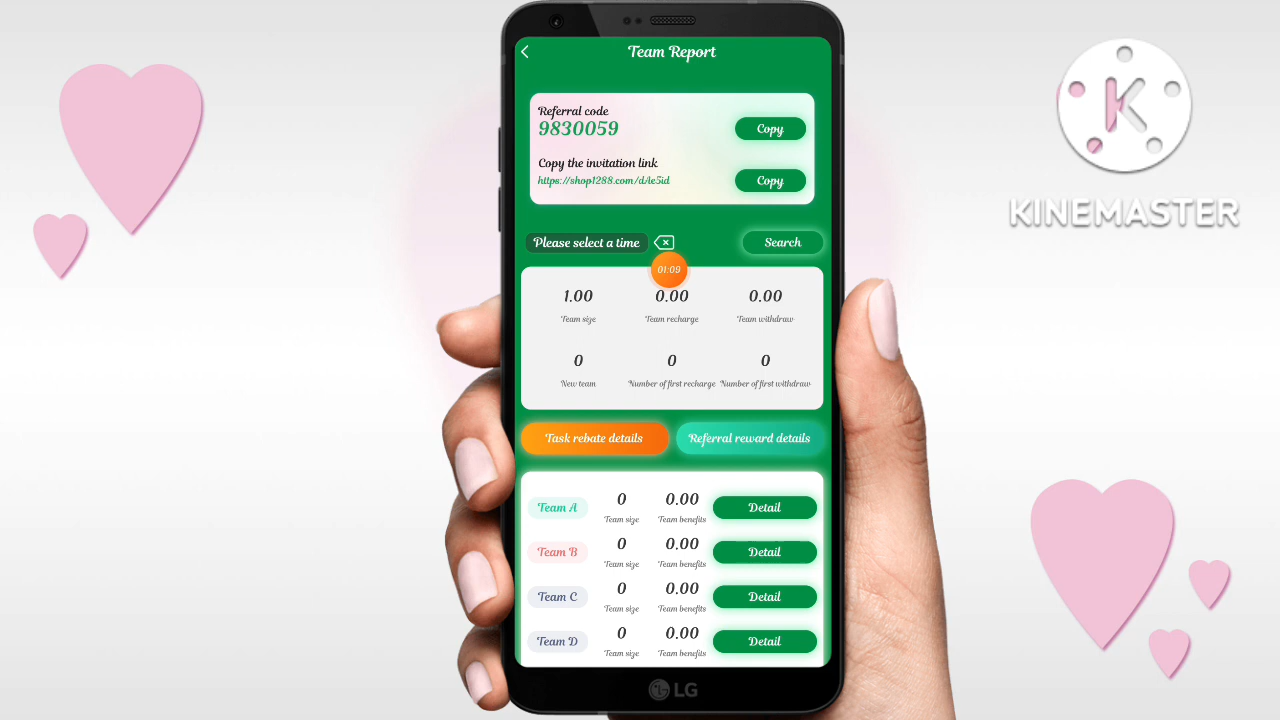 Team Report
Referral code
9830059
Copy
Copy the invitation link
https://shop1288.com/dAe5id
Copy
Please select a time
Search
01:09
1.00
0.00
0.00
Team size
Team recharge
Team withdraw
0
0
0
New team
Number of first recharge
Number of first withdraw
Task rebate details
Referral reward details
Team A
0
Team size
0.00
Team benefits
Detail
Team B
0
Team size
0.00
Team benefits
Detail
Team C
0
Team size
0.00
Team benefits
Detail
Team D
0
Team size
0.00
Team benefits
Detail
LG
K
KINEMASTER